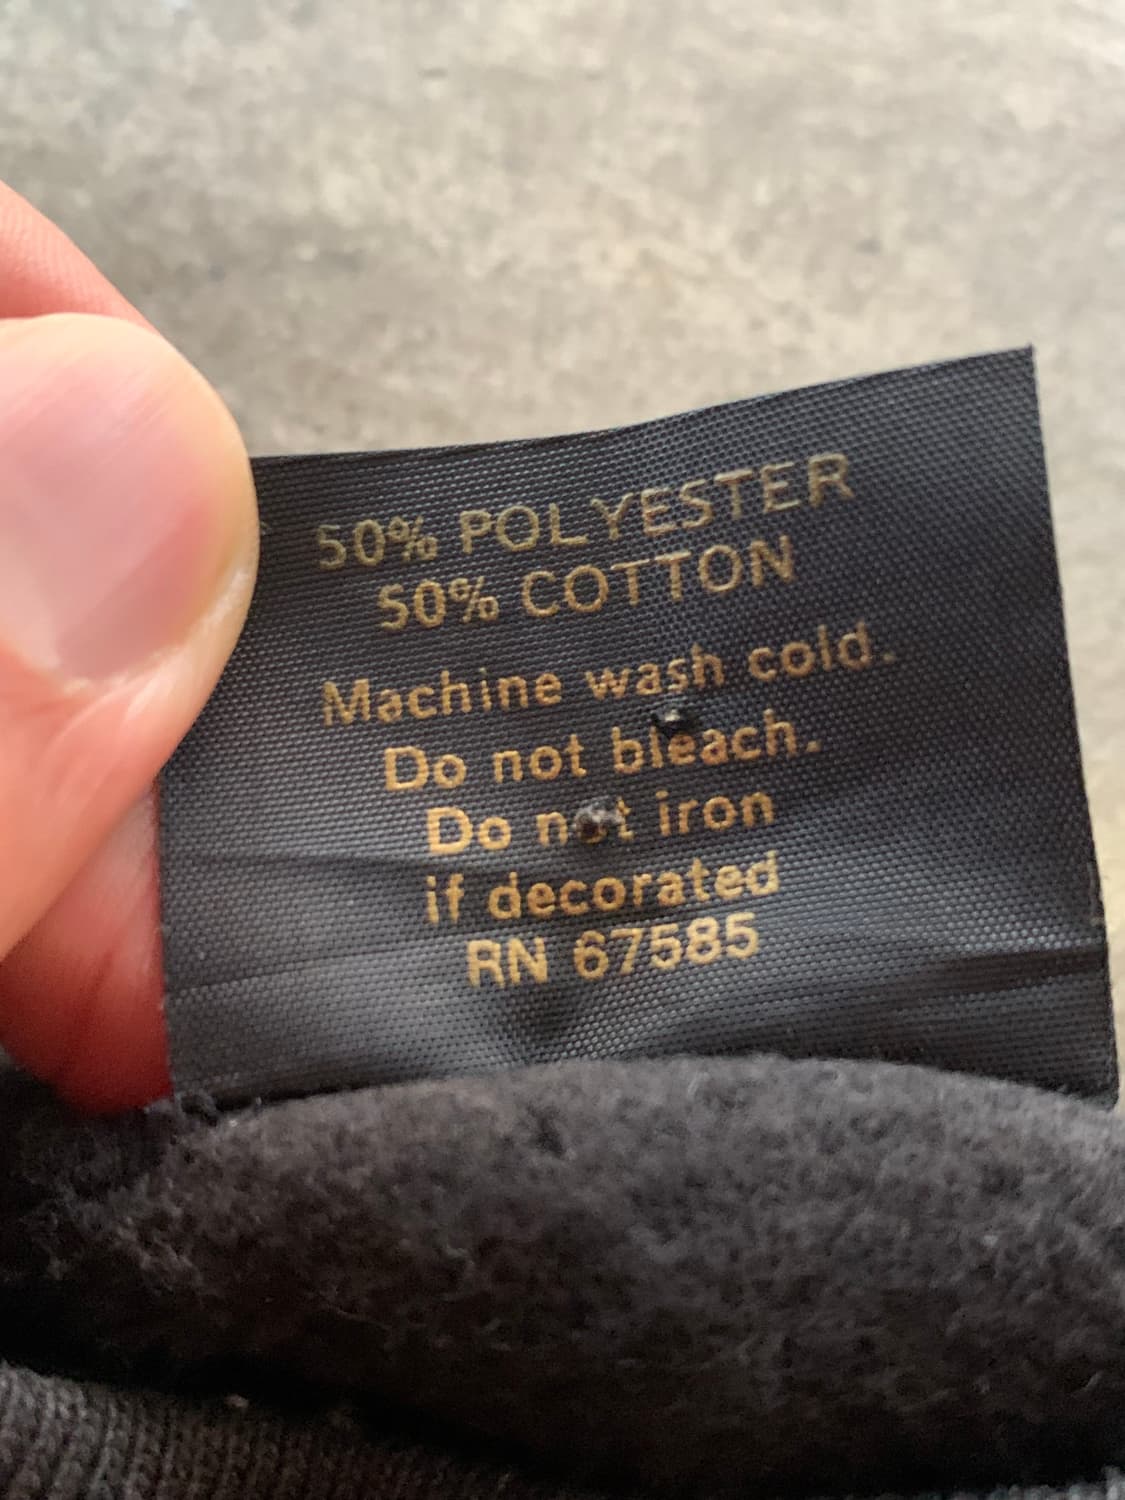 50% POLYESTER
50% COTTON
Machine wash cold.
Do not bleach.
Do not iron
if decorated
RN 67585